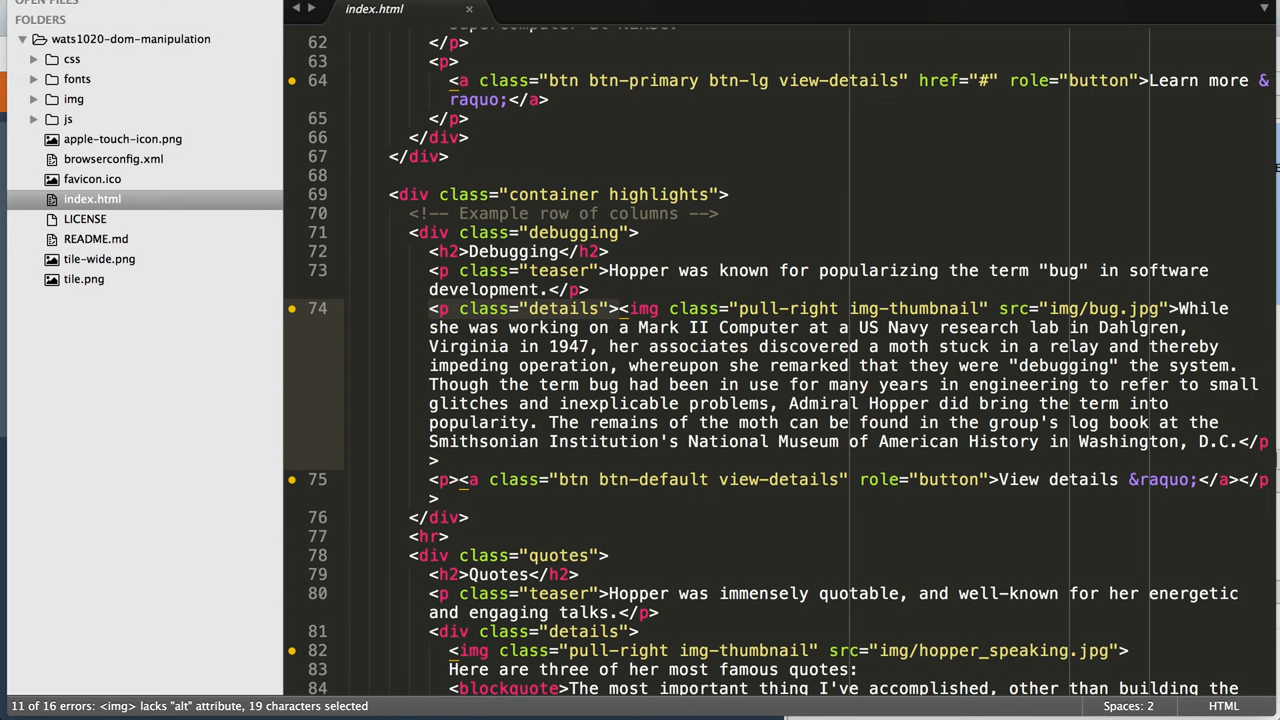 OPEN FILES
FOLDERS
wats1020-dom-manipulation
css
fonts
img
js
apple-touch-icon.png
browserconfig.xml
favicon.ico
index.html
LICENSE
README.md
tile-wide.png
tile.png
index.html ×
62 </p>
63 <p>
64 <a class="btn btn-primary btn-lg view-details" href="#" role="button">Learn more &
raquo;</a>
65 </p>
66 </div>
67 </div>
68
69 <div class="container highlights">
70 <!-- Example row of columns -->
71 <div class="debugging">
72 <h2>Debugging</h2>
73 <p class="teaser">Hopper was known for popularizing the term "bug" in software
development.</p>
74 <p class="details"><img class="pull-right img-thumbnail" src="img/bug.jpg">While
she was working on a Mark II Computer at a US Navy research lab in Dahlgren,
Virginia in 1947, her associates discovered a moth stuck in a relay and thereby
impeding operation, whereupon she remarked that they were "debugging" the system.
Though the term bug had been in use for many years in engineering to refer to small
glitches and inexplicable problems, Admiral Hopper did bring the term into
popularity. The remains of the moth can be found in the group's log book at the
Smithsonian Institution's National Museum of American History in Washington, D.C.</p
>
75 <p><a class="btn btn-default view-details" role="button">View details &raquo;</a></p
>
76 </div>
77 <hr>
78 <div class="quotes">
79 <h2>Quotes</h2>
80 <p class="teaser">Hopper was immensely quotable, and well-known for her energetic
and engaging talks.</p>
81 <div class="details">
82 <img class="pull-right img-thumbnail" src="img/hopper_speaking.jpg">
83 Here are three of her most famous quotes:
84 <blockquote>The most important thing I've accomplished, other than building the
11 of 16 errors: <img> lacks "alt" attribute, 19 characters selected
Spaces: 2
HTML